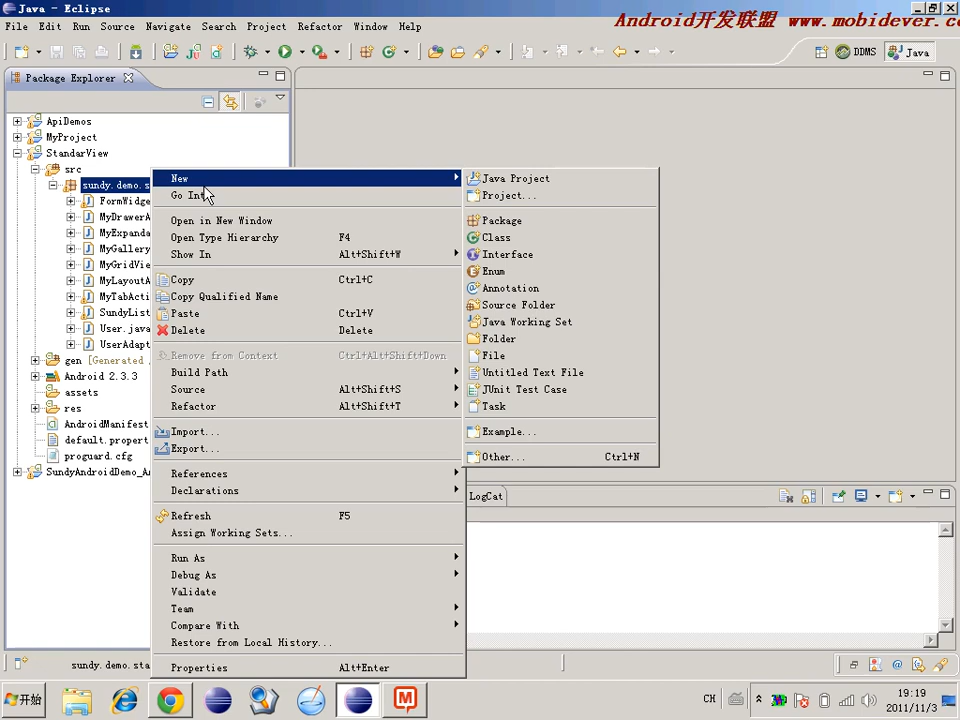 Java - Eclipse
File Edit Run Source Navigate Search Project Refactor Window Help
Android开发联盟 www.mobidever.c
DDMS
Java
Package Explorer
ApiDemos
MyProject
StandarView
src
sundy.demo.s
FormWidge
MyDrawerA
MyExpanda
MyGallery
MyGridVie
MyLayoutA
MyTabActi
SundyList
User.java
UserAdapt
gen [Generated
Android 2.3.3
assets
res
AndroidManifest
default.propert
proguard.cfg
SundyAndroidDemo_A
New
Go Int
Open in New Window
Open Type Hierarchy F4
Show In Alt+Shift+W
Copy Ctrl+C
Copy Qualified Name
Paste Ctrl+V
Delete Delete
Remove from Context Ctrl+Alt+Shift+Down
Build Path
Source Alt+Shift+S
Refactor Alt+Shift+T
Import...
Export...
References
Declarations
Refresh F5
Assign Working Sets...
Run As
Debug As
Validate
Team
Compare With
Restore from Local History...
Properties Alt+Enter
Java Project
Project...
Package
Class
Interface
Enum
Annotation
Source Folder
Java Working Set
Folder
File
Untitled Text File
JUnit Test Case
Task
Example...
Other... Ctrl+N
LogCat
sundy.demo.sta
开始
CH
19:19
2011/11/3